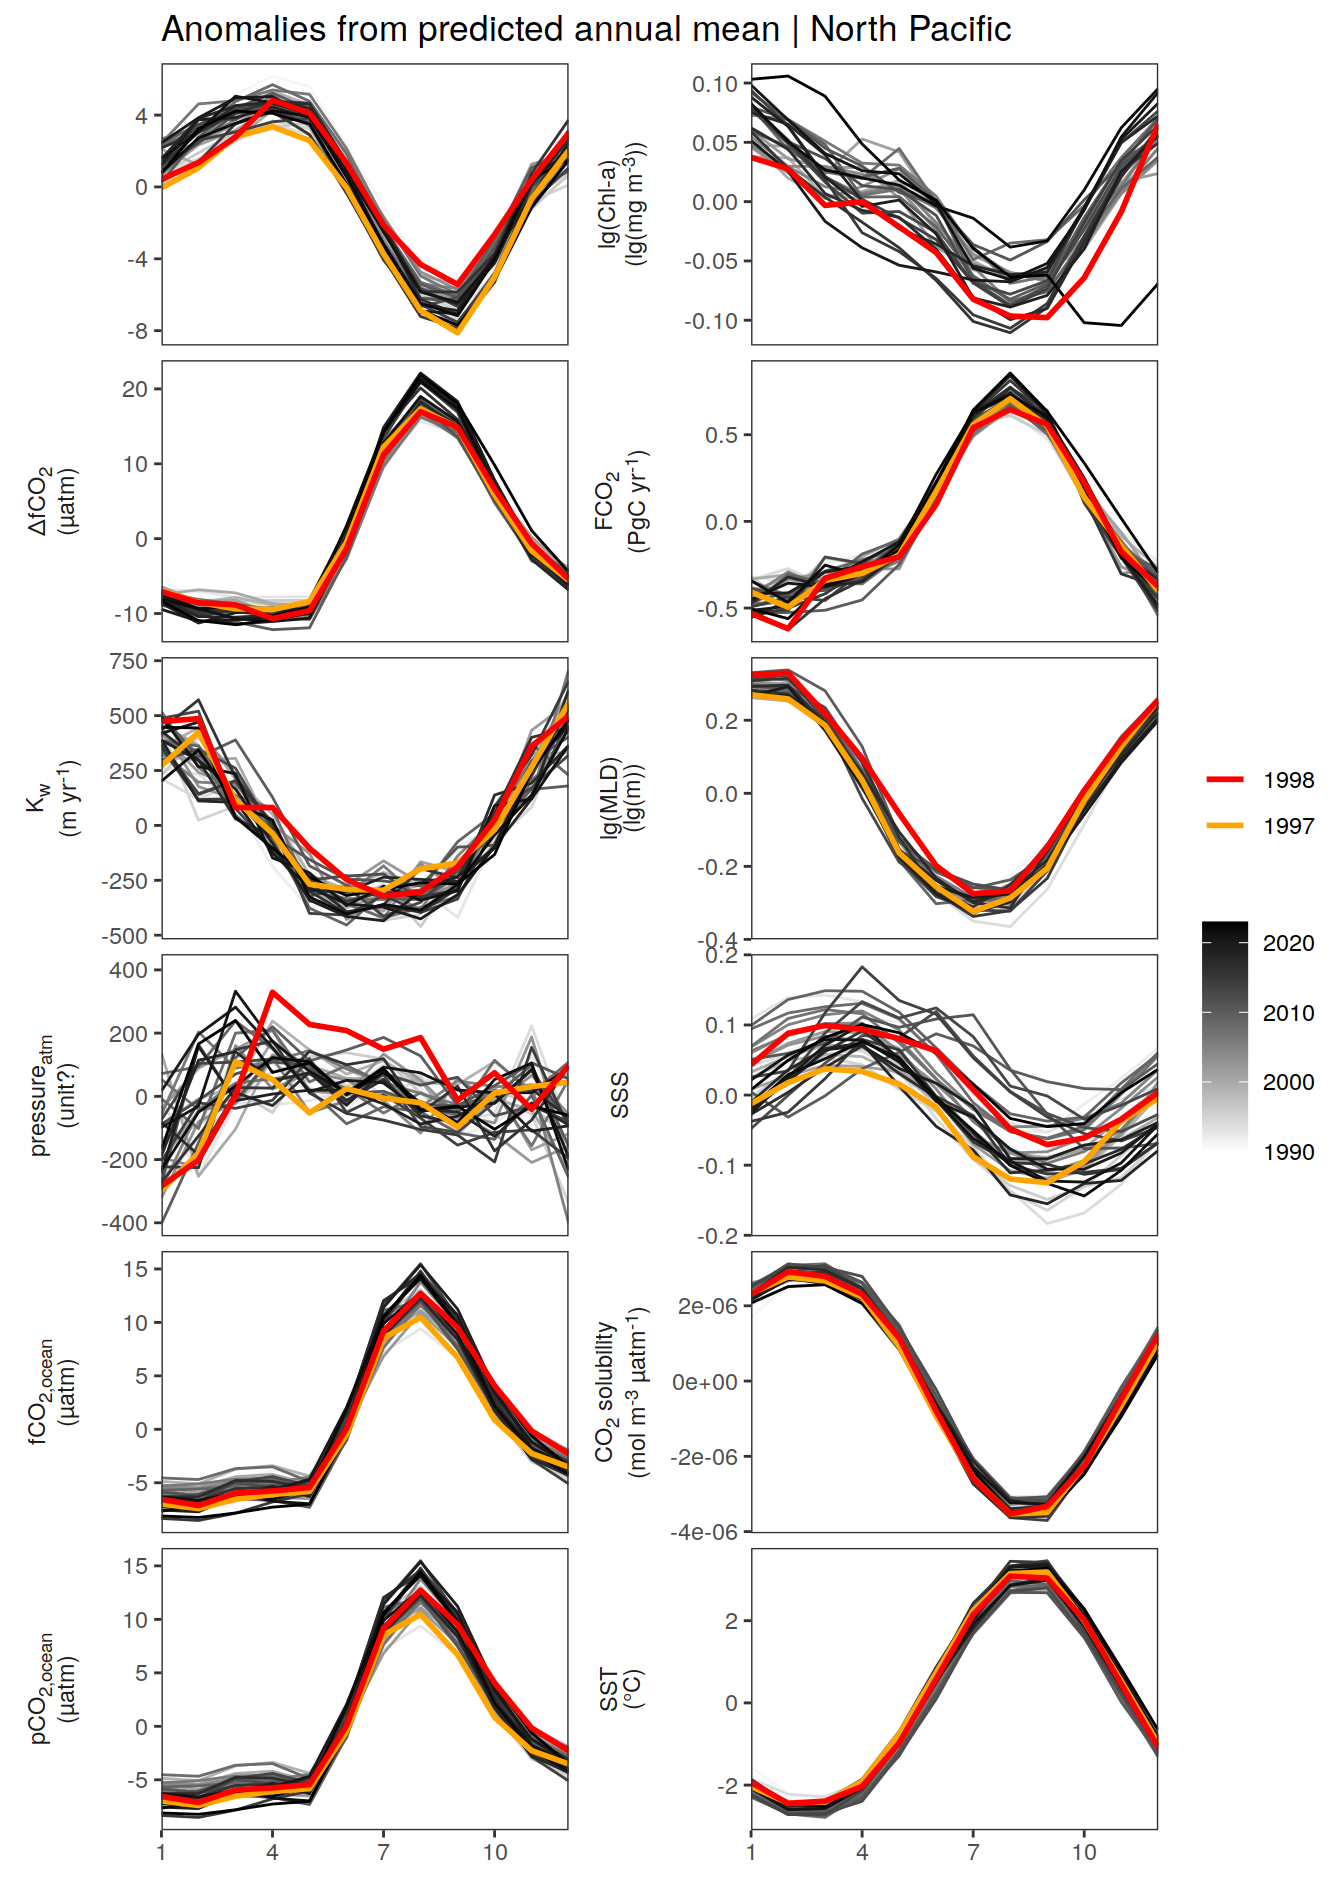 Anomalies from predicted annual mean | North Pacific
4
0
-4
-8
0.10
0.05
0.00
-0.05
-0.10
lg(Chl-a)
(lg(mg m⁻³))
20
10
0
-10
ΔfCO₂
(µatm)
0.5
0.0
-0.5
FCO₂
(PgC yr⁻¹)
750
500
250
0
-250
-500
K_w
(m yr⁻¹)
0.2
0.0
-0.2
-0.4
lg(MLD)
(lg(m))
400
200
0
-200
-400
pressure_atm
(unit?)
0.2
0.1
0.0
-0.1
-0.2
SSS
15
10
5
0
-5
fCO₂,ocean
(µatm)
2e-06
0e+00
-2e-06
-4e-06
CO₂ solubility
(mol m⁻³ µatm⁻¹)
15
10
5
0
-5
pCO₂,ocean
(µatm)
2
0
-2
SST
(°C)
1 4 7 10
1 4 7 10
1998
1997
2020
2010
2000
1990